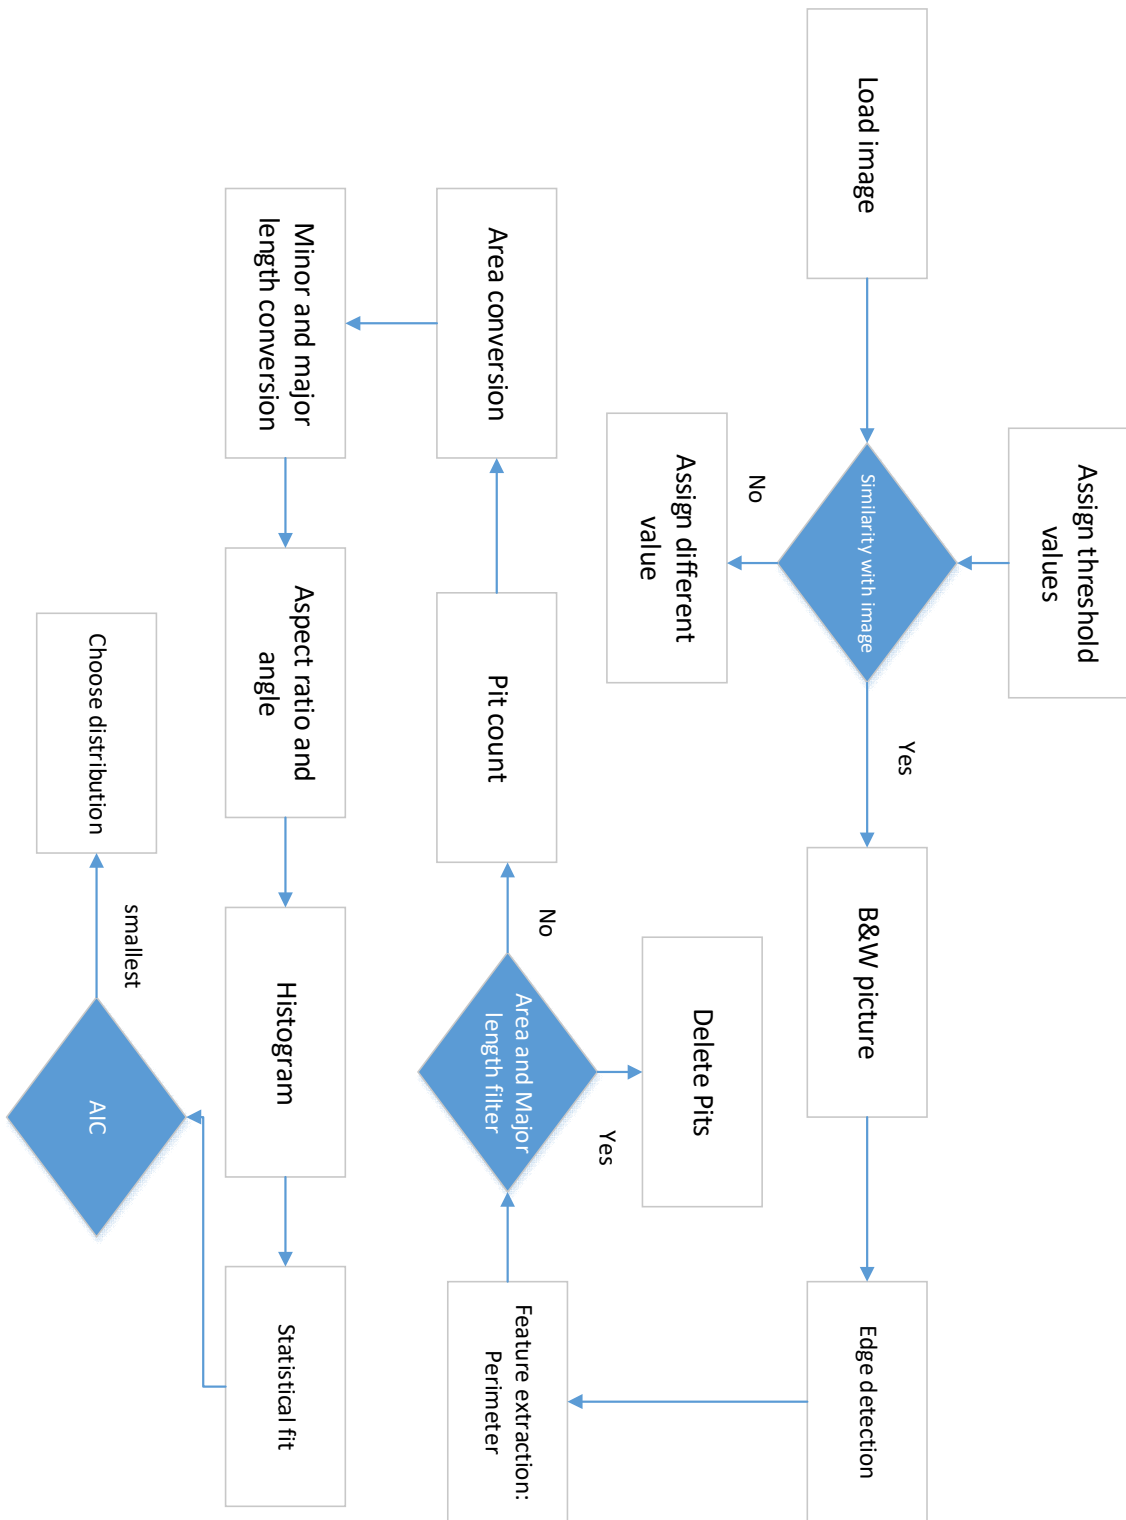 Load image
Assign threshold
values
Similarity with image
No
Assign different
value
Yes
B&W picture
Edge detection
Feature extraction:
Perimeter
Area and Major
length filter
Yes
Delete Pits
No
Pit count
Area conversion
Minor and major
length conversion
Aspect ratio and
angle
Histogram
Statistical fit
AIC
smallest
Choose distribution